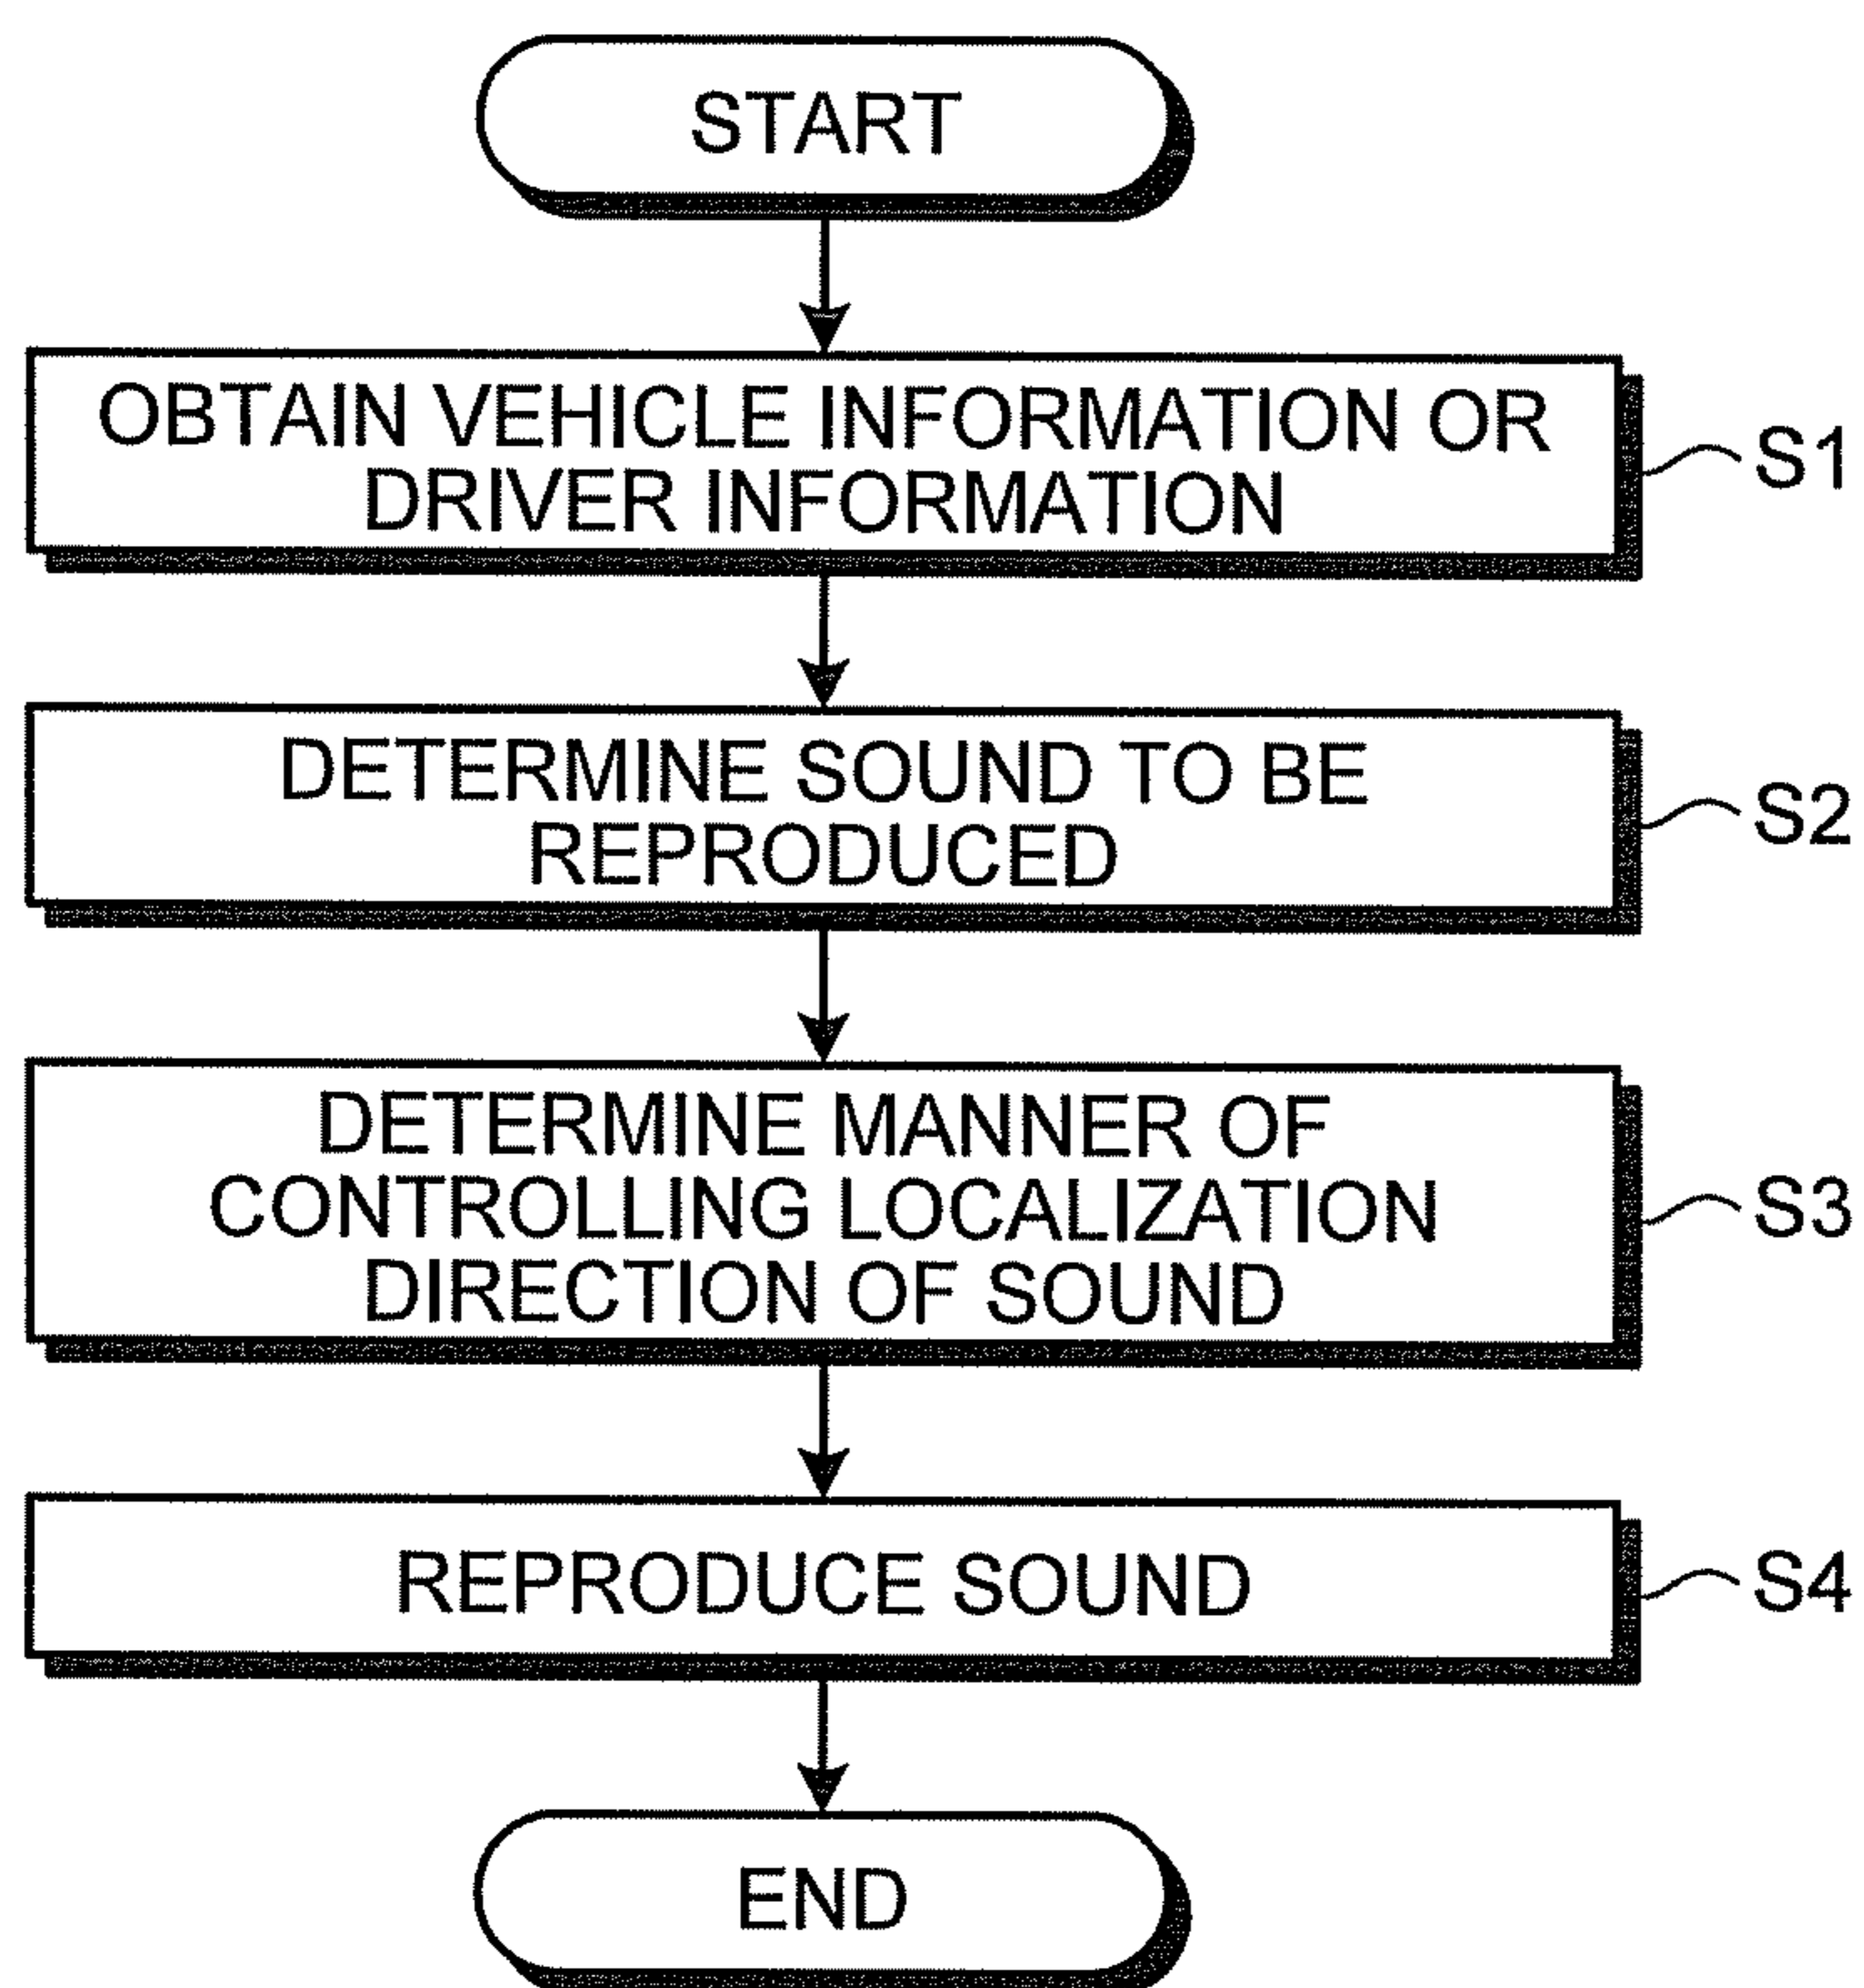 START
OBTAIN VEHICLE INFORMATION OR
DRIVER INFORMATION
S1
DETERMINE SOUND TO BE
REPRODUCED
S2
DETERMINE MANNER OF
CONTROLLING LOCALIZATION
DIRECTION OF SOUND
S3
REPRODUCE SOUND
S4
END